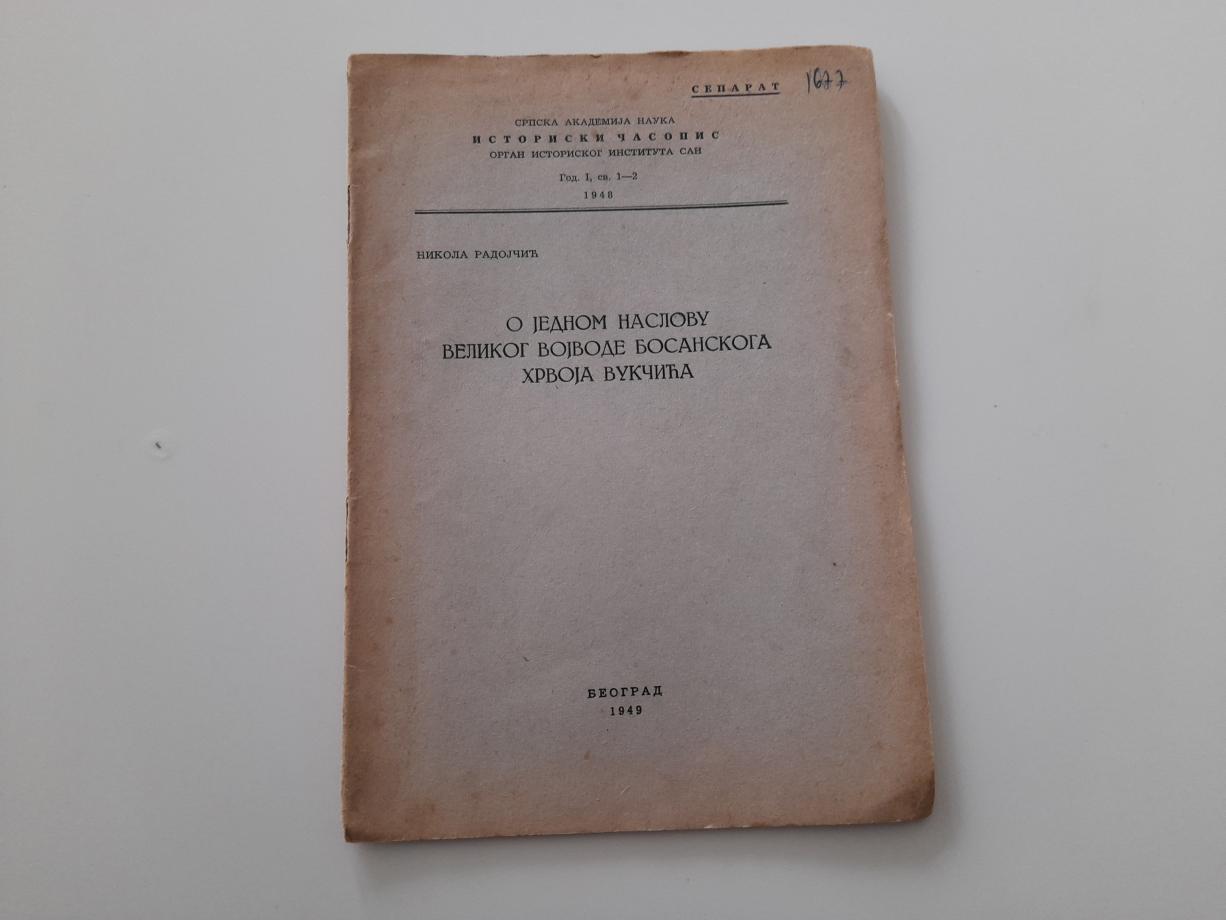 СЕПАРАТ 1677
СРПСКА АКАДЕМИЈА НАУКА
ИСТОРИСКИ ЧАСОПИС
ОРГАН ИСТОРИСКОГ ИНСТИТУТА САН
Год. I, св. 1—2
1948
НИКОЛА РАДОЈЧИЋ
О ЈЕДНОМ НАСЛОВУ
ВЕЛИКОГ ВОЈВОДЕ БОСАНСКОГА
ХРВОЈА ВУКЧИЋА
БЕОГРАД
1949